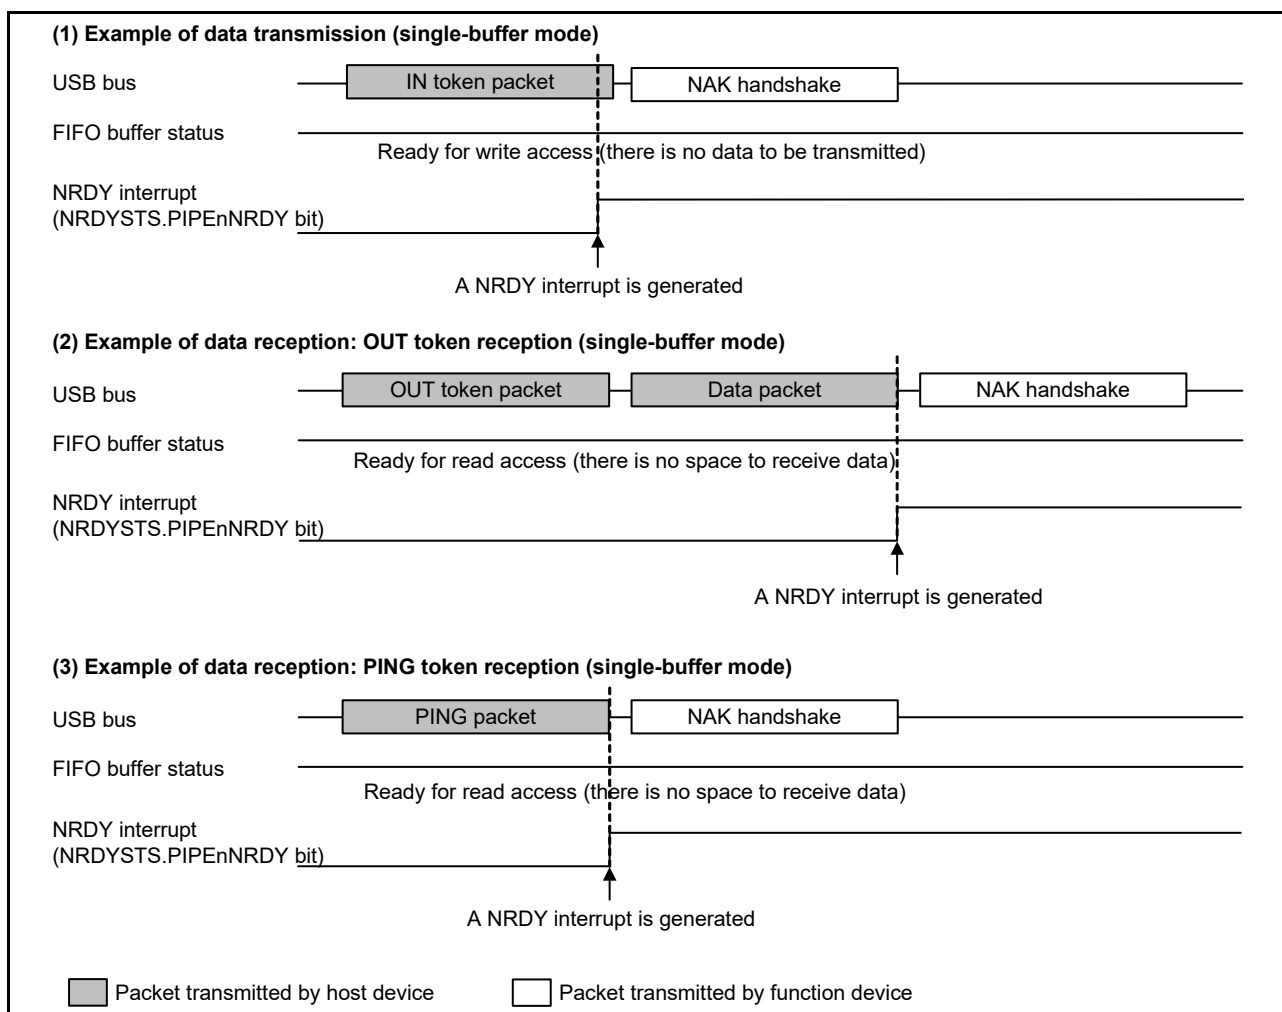 (1) Example of data transmission (single-buffer mode)
USB bus
IN token packet
NAK handshake
FIFO buffer status
Ready for write access (there is no data to be transmitted)
NRDY interrupt
(NRDYSTS.PIPEnNRDY bit)
A NRDY interrupt is generated
(2) Example of data reception: OUT token reception (single-buffer mode)
USB bus
OUT token packet
Data packet
NAK handshake
FIFO buffer status
Ready for read access (there is no space to receive data)
NRDY interrupt
(NRDYSTS.PIPEnNRDY bit)
A NRDY interrupt is generated
(3) Example of data reception: PING token reception (single-buffer mode)
USB bus
PING packet
NAK handshake
FIFO buffer status
Ready for read access (there is no space to receive data)
NRDY interrupt
(NRDYSTS.PIPEnNRDY bit)
A NRDY interrupt is generated
Packet transmitted by host device
Packet transmitted by function device